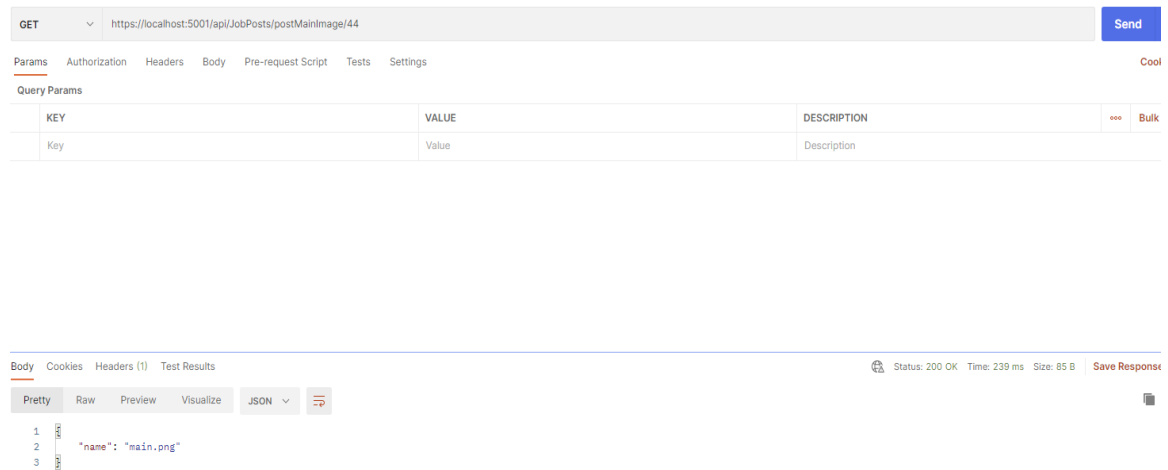 GET https://localhost:5001/api/JobPosts/postMainImage/44 Send
Params Authorization Headers Body Pre-request Script Tests Settings Cook
Query Params
KEY VALUE DESCRIPTION ooo Bulk
Key Value Description
Body Cookies Headers (1) Test Results Status: 200 OK Time: 239 ms Size: 85 B Save Response
Pretty Raw Preview Visualize JSON
1 {
2 "name": "main.png"
3 }